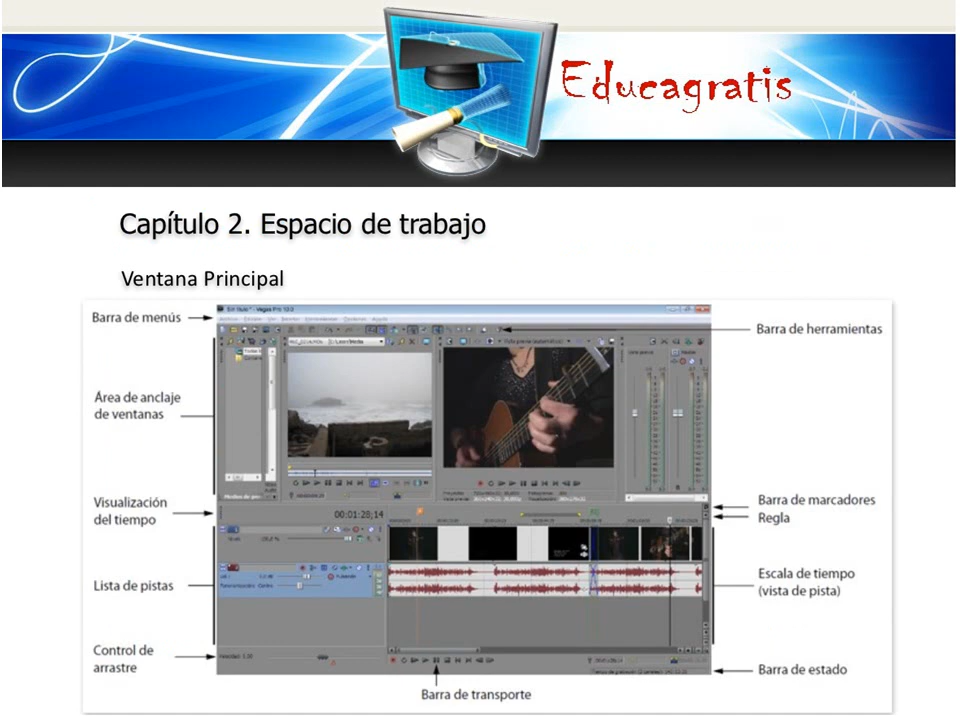 Educagratis
Capítulo 2. Espacio de trabajo
Ventana Principal
Barra de menús
Barra de herramientas
Área de anclaje
de ventanas
Visualización
del tiempo
00:01:28;14
Barra de marcadores
Regla
Lista de pistas
Escala de tiempo
(vista de pista)
Control de
arrastre
Barra de estado
Barra de transporte